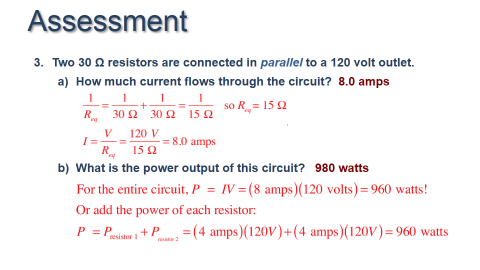 Assessment
3. Two 30 Ω resistors are connected in parallel to a 120 volt outlet.
a) How much current flows through the circuit? 8.0 amps
1/R_eq = 1/30 Ω + 1/30 Ω = 1/15 Ω so R_eq = 15 Ω
I = V/R_eq = 120 V/15 Ω = 8.0 amps
b) What is the power output of this circuit? 980 watts
For the entire circuit, P = IV = (8 amps)(120 volts) = 960 watts!
Or add the power of each resistor:
P = P_resistor 1 + P_resistor 2 = (4 amps)(120V) + (4 amps)(120V) = 960 watts